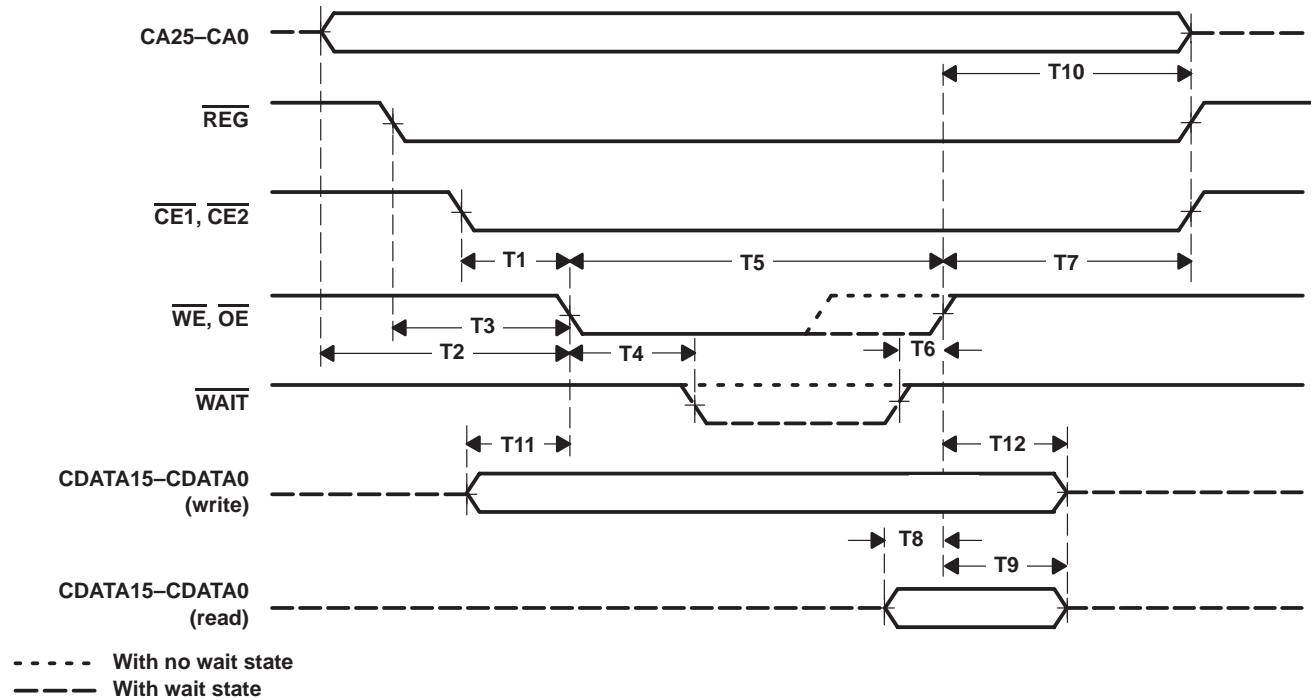 CA25–CA0
T10
REG
CE1, CE2
T1
T5
T7
WE, OE
T3
T2
T4
T6
WAIT
T11
T12
CDATA15–CDATA0
(write)
T8
T9
CDATA15–CDATA0
(read)
With no wait state
With wait state